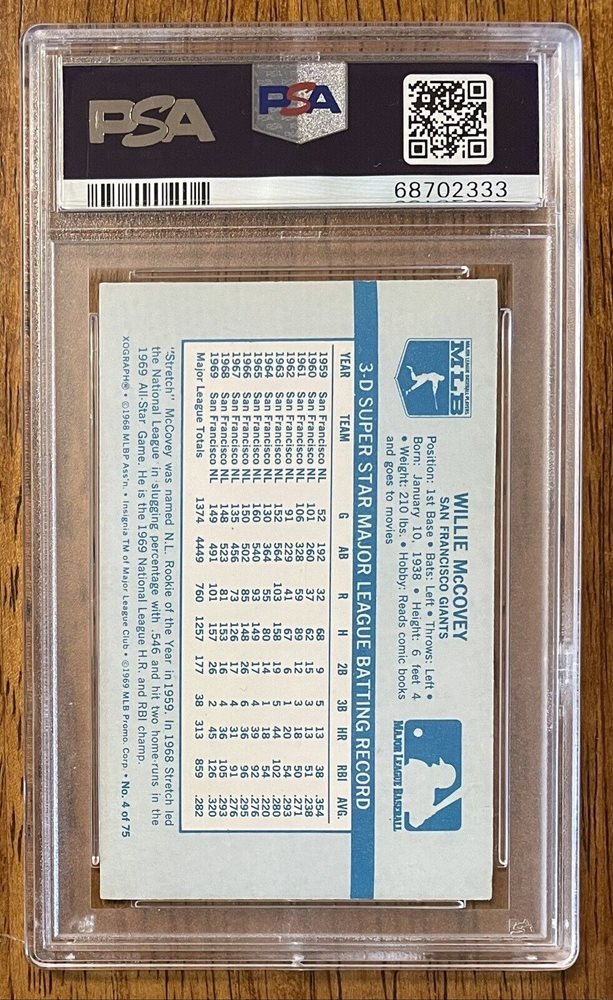 PSA
PSA
68702333
MAJOR LEAGUE BASEBALL PLAYERS
MLB
WILLIE McCOVEY
SAN FRANCISCO GIANTS
Position: 1st Base • Bats: Left • Throws: Left •
Born: January 10, 1938 • Height: 6 feet 4
• Weight: 210 lbs. • Hobby: Reads comic books
and goes to movies
MAJOR LEAGUE BASEBALL
3-D SUPER STAR MAJOR LEAGUE BATTING RECORD
YEAR TEAM G AB R H 2B 3B HR RBI AVG.
1959 San Francisco NL 52 192 32 68 9 5 13 38 .354
1960 San Francisco NL 101 260 37 62 15 3 13 51 .238
1961 San Francisco NL 106 328 59 89 12 3 18 50 .271
1962 San Francisco NL 91 229 41 67 6 1 20 54 .293
1963 San Francisco NL 152 564 103 158 19 5 44 102 .280
1964 San Francisco NL 130 364 55 80 14 1 18 54 .220
1965 San Francisco NL 160 540 93 149 17 4 39 92 .276
1966 San Francisco NL 150 502 85 148 26 6 36 96 .295
1967 San Francisco NL 135 456 73 126 17 4 31 91 .276
1968 San Francisco NL 148 523 81 153 16 4 36 105 .293
1969 San Francisco NL 149 491 101 157 26 2 45 126 .320
Major League Totals 1374 4449 760 1257 177 38 313 859 .282
"Stretch" McCovey was named N.L. Rookie of the Year in 1959. In 1968 Stretch led
the National League in slugging percentage with .546 and hit two home-runs in the
1969 All-Star Game. He is the 1969 National League H.R. and RBI champ.
XOGRAPH® • ©1968 MLBP Ass'n. • Insignia TM of Major League Club • ©1969 MLB Promo. Corp. • No. 4 of 75